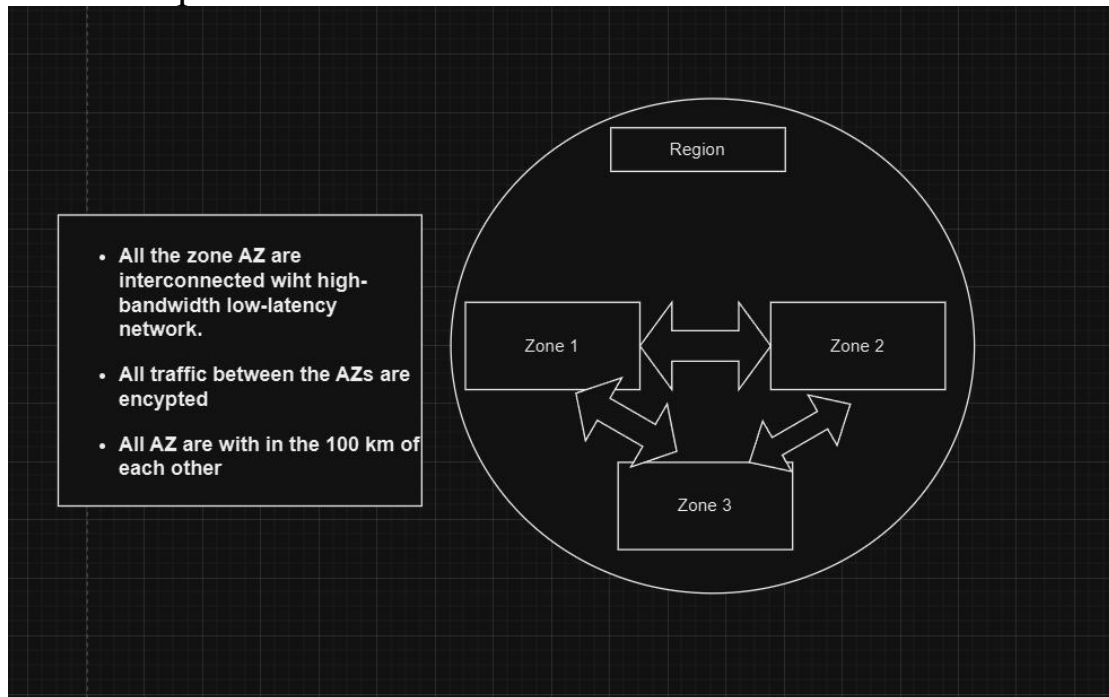 Region
• All the zone AZ are
interconnected wiht high-
bandwidth low-latency
network.
• All traffic between the AZs are
encypted
• All AZ are with in the 100 km of
each other
Zone 1
Zone 2
Zone 3